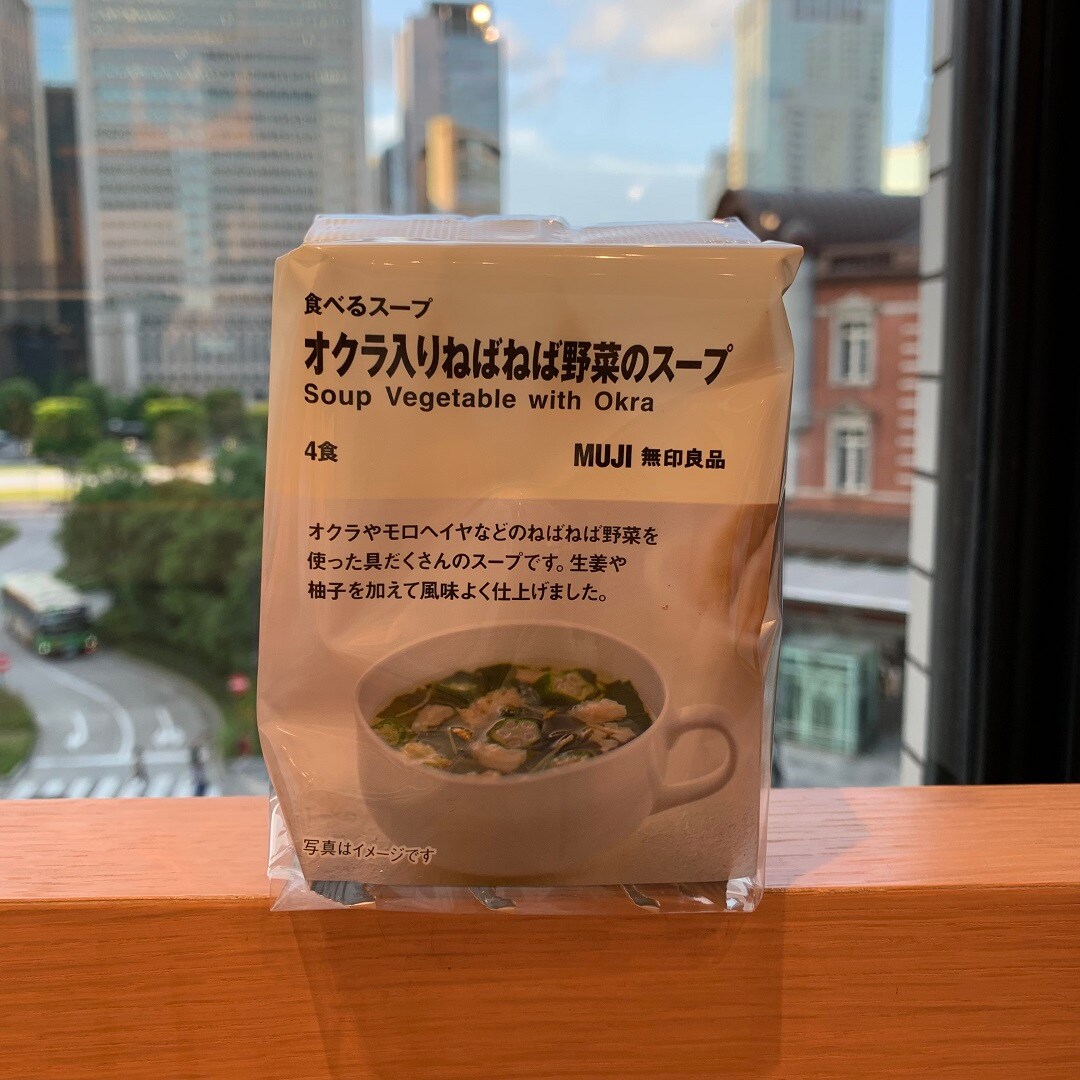 食べるスープ
オクラ入りねばねば野菜のスープ
Soup Vegetable with Okra
4食
MUJI 無印良品
オクラやモロヘイヤなどのねばねば野菜を
使った具だくさんのスープです。生姜や
柚子を加えて風味よく仕上げました。
写真はイメージです